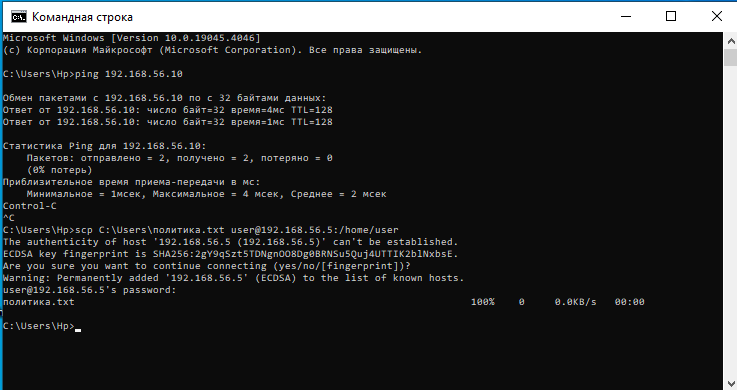 Командная строка
Microsoft Windows [Version 10.0.19045.4046]
(c) Корпорация Майкрософт (Microsoft Corporation). Все права защищены.
C:\Users\Hp>ping 192.168.56.10
Обмен пакетами с 192.168.56.10 по с 32 байтами данных:
Ответ от 192.168.56.10: число байт=32 время=4мс TTL=128
Ответ от 192.168.56.10: число байт=32 время=1мс TTL=128
Статистика Ping для 192.168.56.10:
Пакетов: отправлено = 2, получено = 2, потеряно = 0
(0% потерь)
Приблизительное время приема-передачи в мс:
Минимальное = 1мсек, Максимальное = 4 мсек, Среднее = 2 мсек
Control-C
^C
C:\Users\Hp>scp C:\Users\политика.txt user@192.168.56.5:/home/user
The authenticity of host '192.168.56.5 (192.168.56.5)' can't be established.
ECDSA key fingerprint is SHA256:2gY9qSzt5TDNgnOO8Dg0BRNSu5Quj4UTTIK2blNxbsE.
Are you sure you want to continue connecting (yes/no/[fingerprint])?
Warning: Permanently added '192.168.56.5' (ECDSA) to the list of known hosts.
user@192.168.56.5's password:
политика.txt 100% 0 0.0KB/s 00:00
C:\Users\Hp>